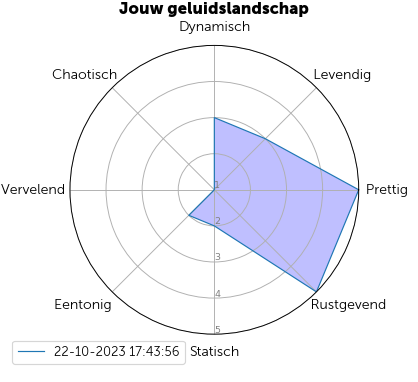 Jouw geluidslandschap
Dynamisch
Chaotisch
Levendig
Vervelend
1
Prettig
2
3
4
Eentonig
Rustgevend
5
22-10-2023 17:43:56
Statisch